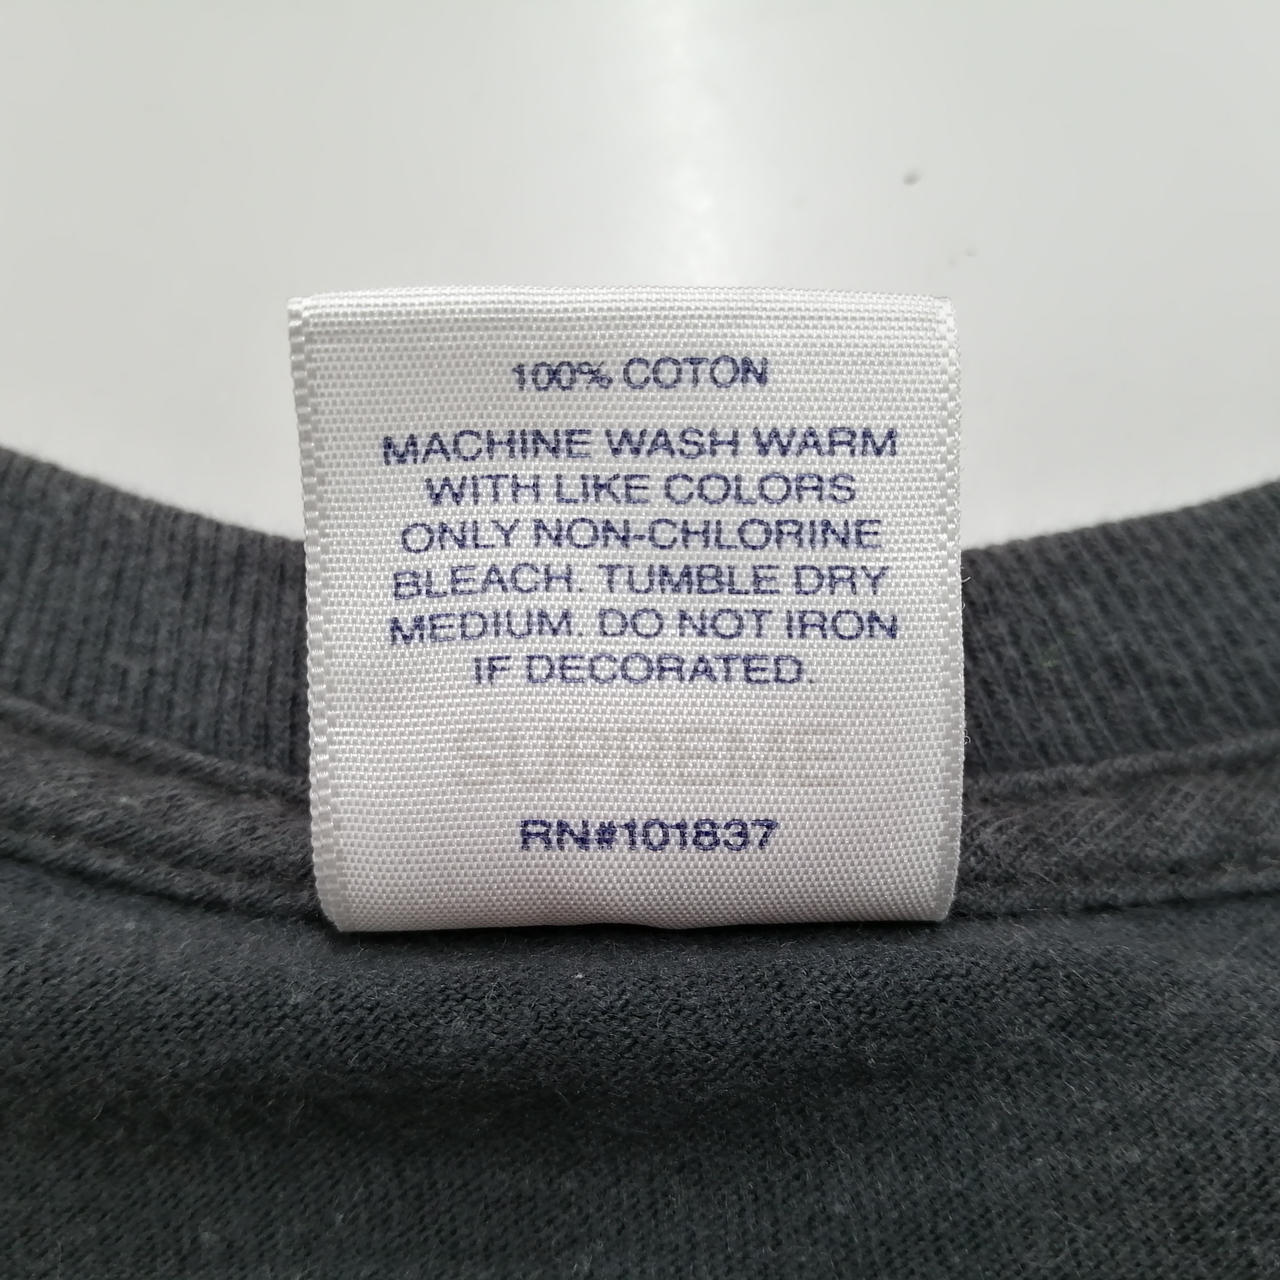 100% COTON
MACHINE WASH WARM
WITH LIKE COLORS
ONLY NON-CHLORINE
BLEACH. TUMBLE DRY
MEDIUM. DO NOT IRON
IF DECORATED.
RN#101837